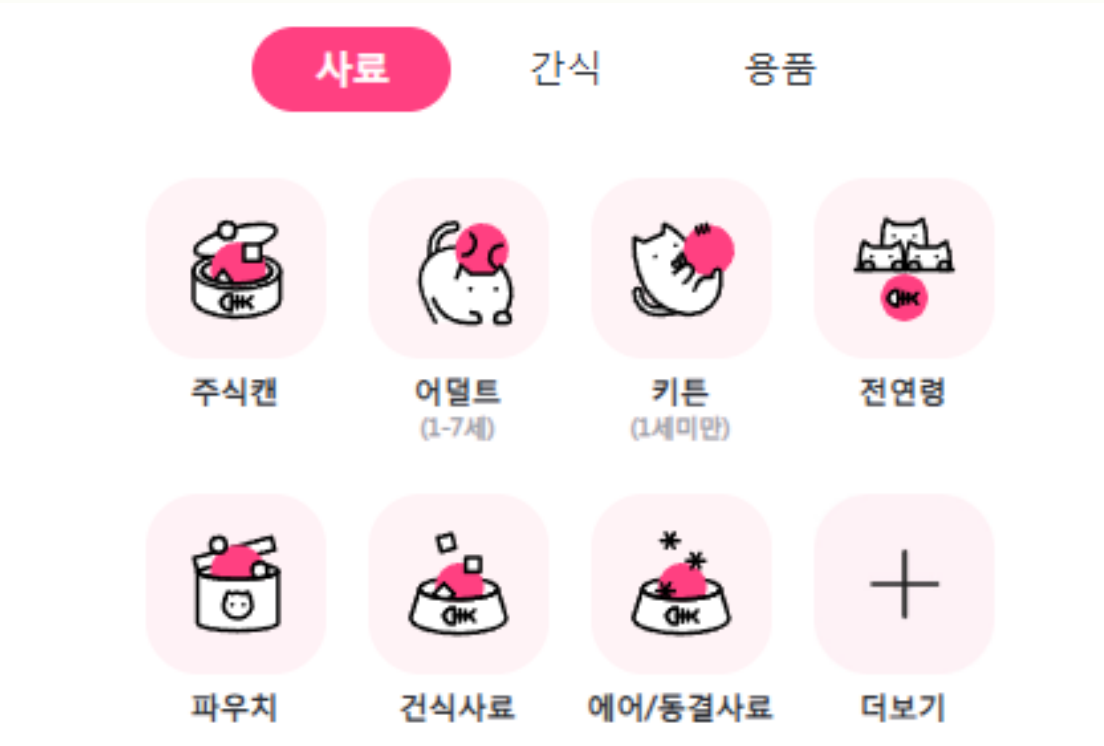 사료 간식 용품
주식캔 어덜트 키튼 전연령
(1-7세) (1세미만)
파우치 건식사료 에어/동결사료 더보기